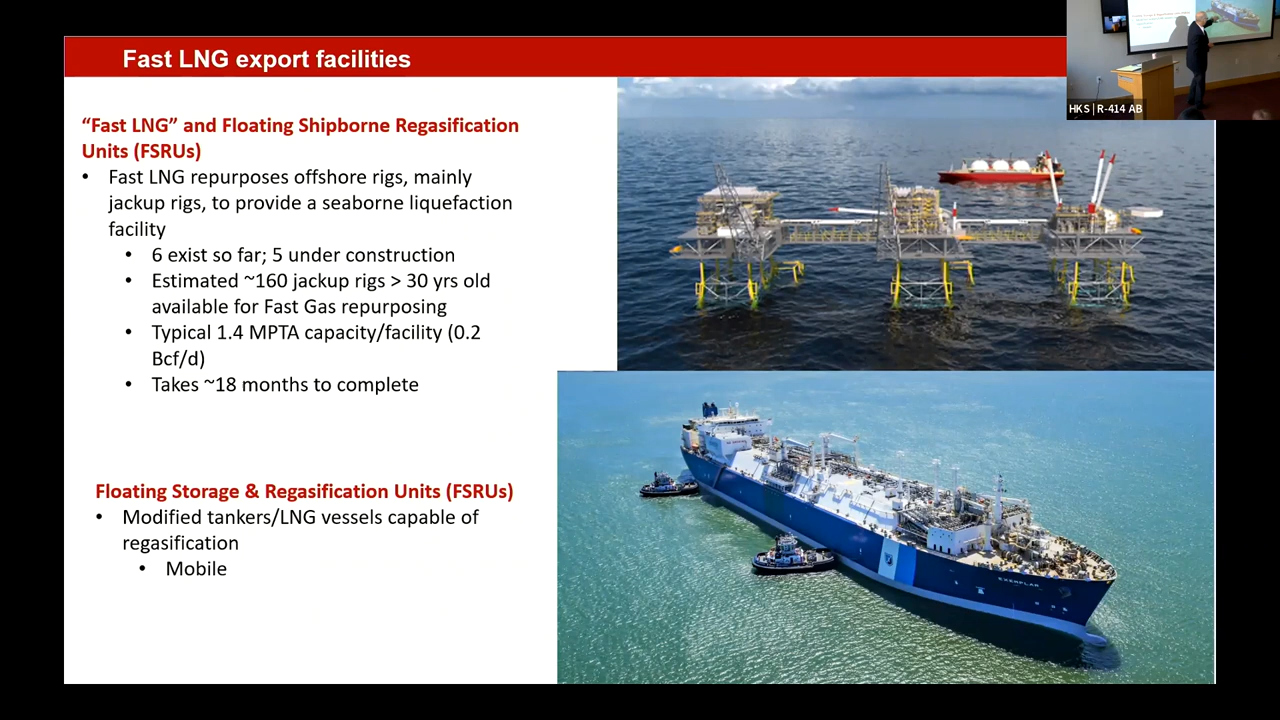 Fast LNG export facilities
HKS | R-414 AB
“Fast LNG” and Floating Shipborne Regasification
Units (FSRUs)
• Fast LNG repurposes offshore rigs, mainly
jackup rigs, to provide a seaborne liquefaction
facility
• 6 exist so far; 5 under construction
• Estimated ~160 jackup rigs > 30 yrs old
available for Fast Gas repurposing
• Typical 1.4 MPTA capacity/facility (0.2
Bcf/d)
• Takes ~18 months to complete
Floating Storage & Regasification Units (FSRUs)
• Modified tankers/LNG vessels capable of
regasification
• Mobile
EXEMPLAR